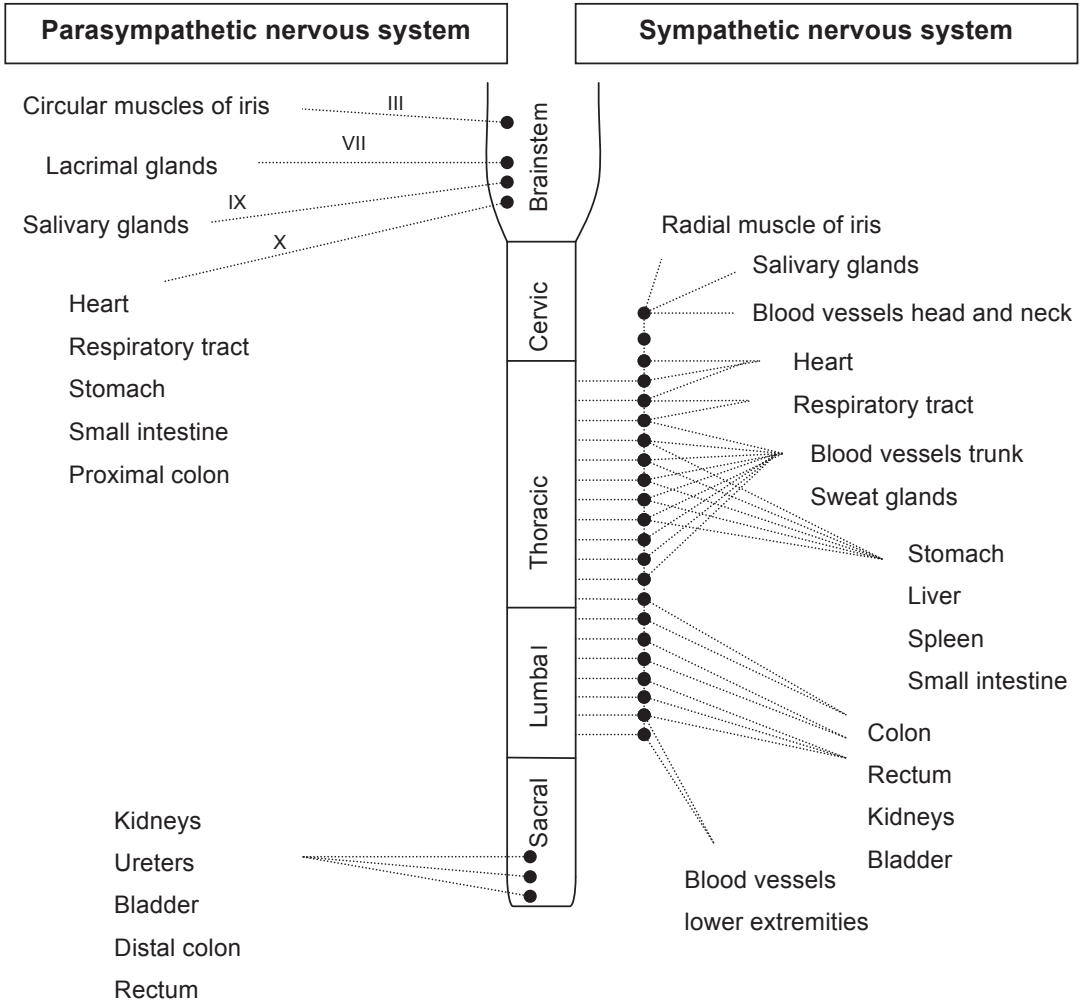 Parasympathetic nervous system
Sympathetic nervous system
Circular muscles of iris
III
Lacrimal glands
VII
Salivary glands
IX
X
Heart
Respiratory tract
Stomach
Small intestine
Proximal colon
Kidneys
Ureters
Bladder
Distal colon
Rectum
Brainstem
Cervic
Thoracic
Lumbal
Sacral
Radial muscle of iris
Salivary glands
Blood vessels head and neck
Heart
Respiratory tract
Blood vessels trunk
Sweat glands
Stomach
Liver
Spleen
Small intestine
Colon
Rectum
Kidneys
Bladder
Blood vessels
lower extremities